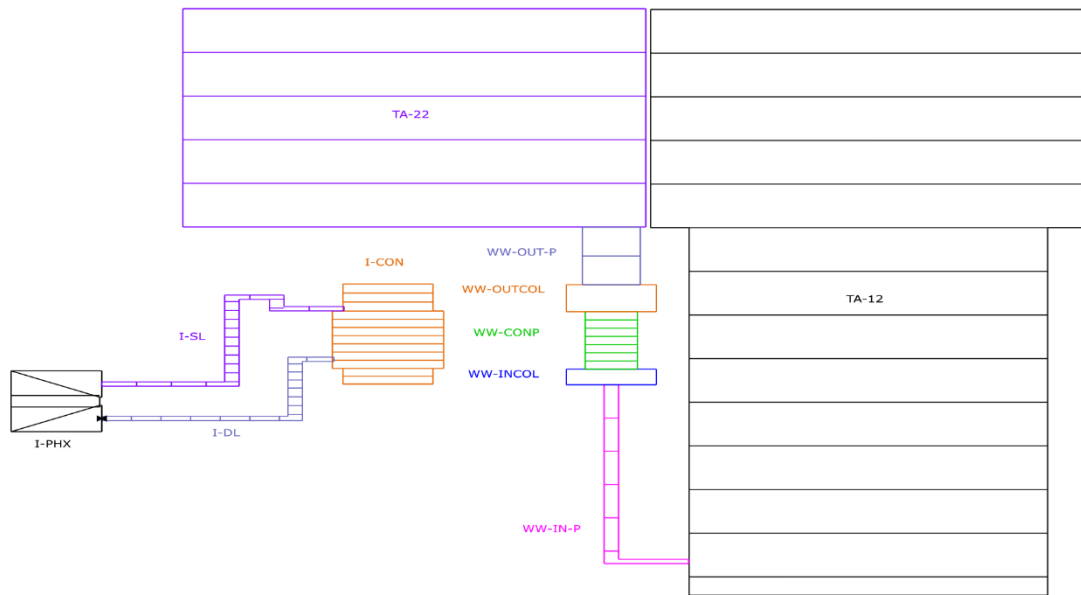 TA-22
WW-OUT-P
I-CON
WW-OUTCOL
TA-12
I-SL
WW-CONP
WW-INCOL
I-DL
I-PHX
WW-IN-P